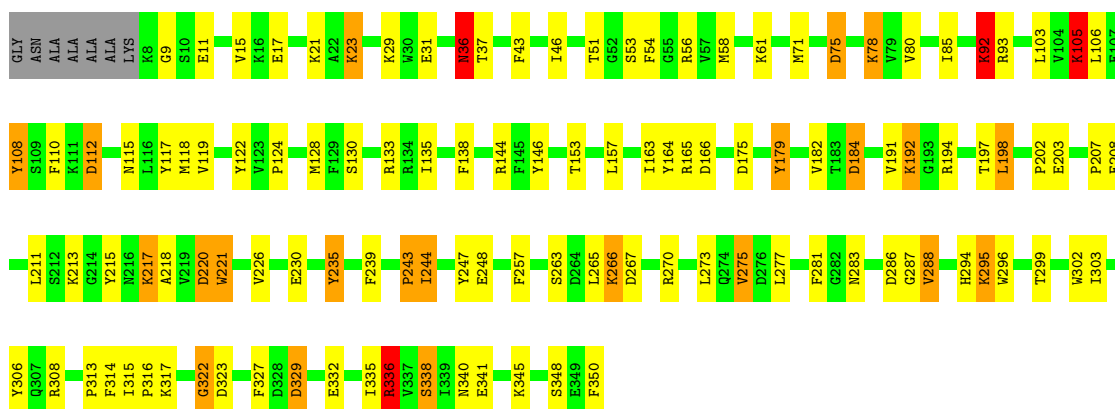 GLY ASN ALA ALA ALA ALA LYS K8 G9 S10 E11 V15 K16 E17 K21 A22 K23 K29 W30 E31 N36 T37 F43 I46 T51 G52 S53 F54 G55 R56 V57 M58 K61 M71 D75 K78 V79 V80 I85 K92 R93 L103 V104 K105 L106 E107
Y108 S109 F110 K111 D112 N115 L116 Y117 M118 V119 Y122 V123 P124 M128 F129 S130 R133 R134 I135 F138 R144 F145 Y146 T153 L157 I163 Y164 R165 D166 D175 Y179 V182 T183 D184 V191 K192 G193 R194 T197 L198 P202 E203 P207 E208
L211 S212 K213 G214 Y215 N216 K217 A218 V219 D220 W221 V226 E230 Y235 F239 P243 I244 Y247 E248 F257 S263 D264 L265 K266 D267 R270 L273 Q274 V275 D276 L277 F281 G282 N283 D286 G287 V288 H294 K295 W296 T299 W302 I303
Y306 Q307 R308 P313 F314 I315 P316 K317 G322 D323 F327 D328 D329 E332 I335 R336 V337 S338 I339 N340 E341 K345 S348 E349 F350